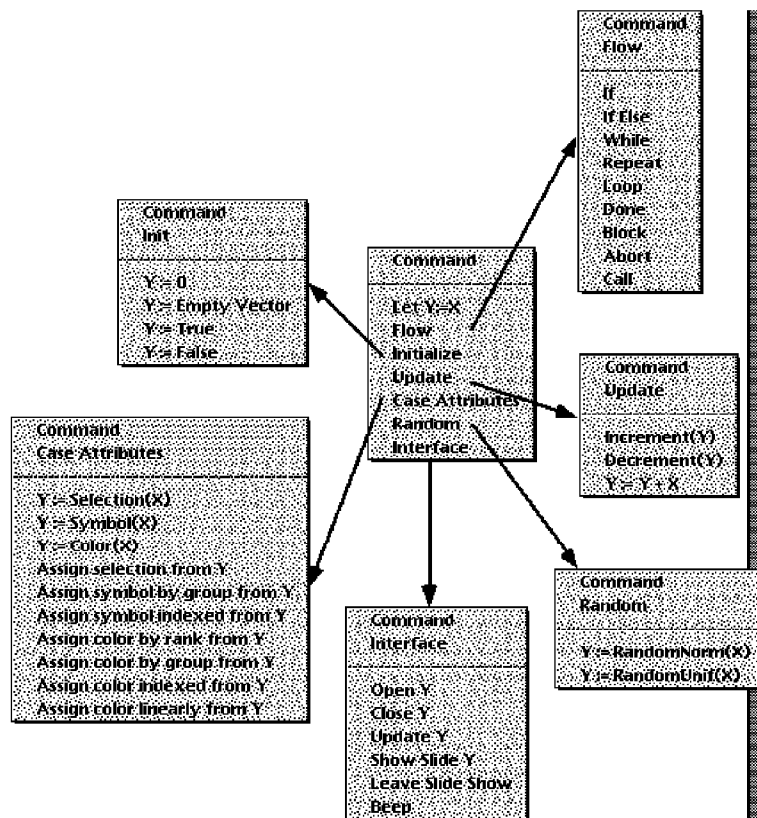 Command
Flow
If
If Else
While
Repeat
Loop
Done
Block
Abort
Call
Command
Init
Y := 0
Y := Empty Vector
Y := True
Y := False
Command
Let Y:=X
Flow
Initialize
Update
Case Attributes
Random
Interface
Command
Update
Increment(Y)
Decrement(Y)
Y := Y + X
Command
Case Attributes
Y := Selection(X)
Y := Symbol(X)
Y := Color(X)
Assign selection from Y
Assign symbol by group from Y
Assign symbol indexed from Y
Assign color by rank from Y
Assign color by group from Y
Assign color indexed from Y
Assign color linearly from Y
Command
Interface
Open Y
Close Y
Update Y
Show Slide Y
Leave Slide Show
Beep
Command
Random
Y := RandomNorm(X)
Y := RandomUnif(X)